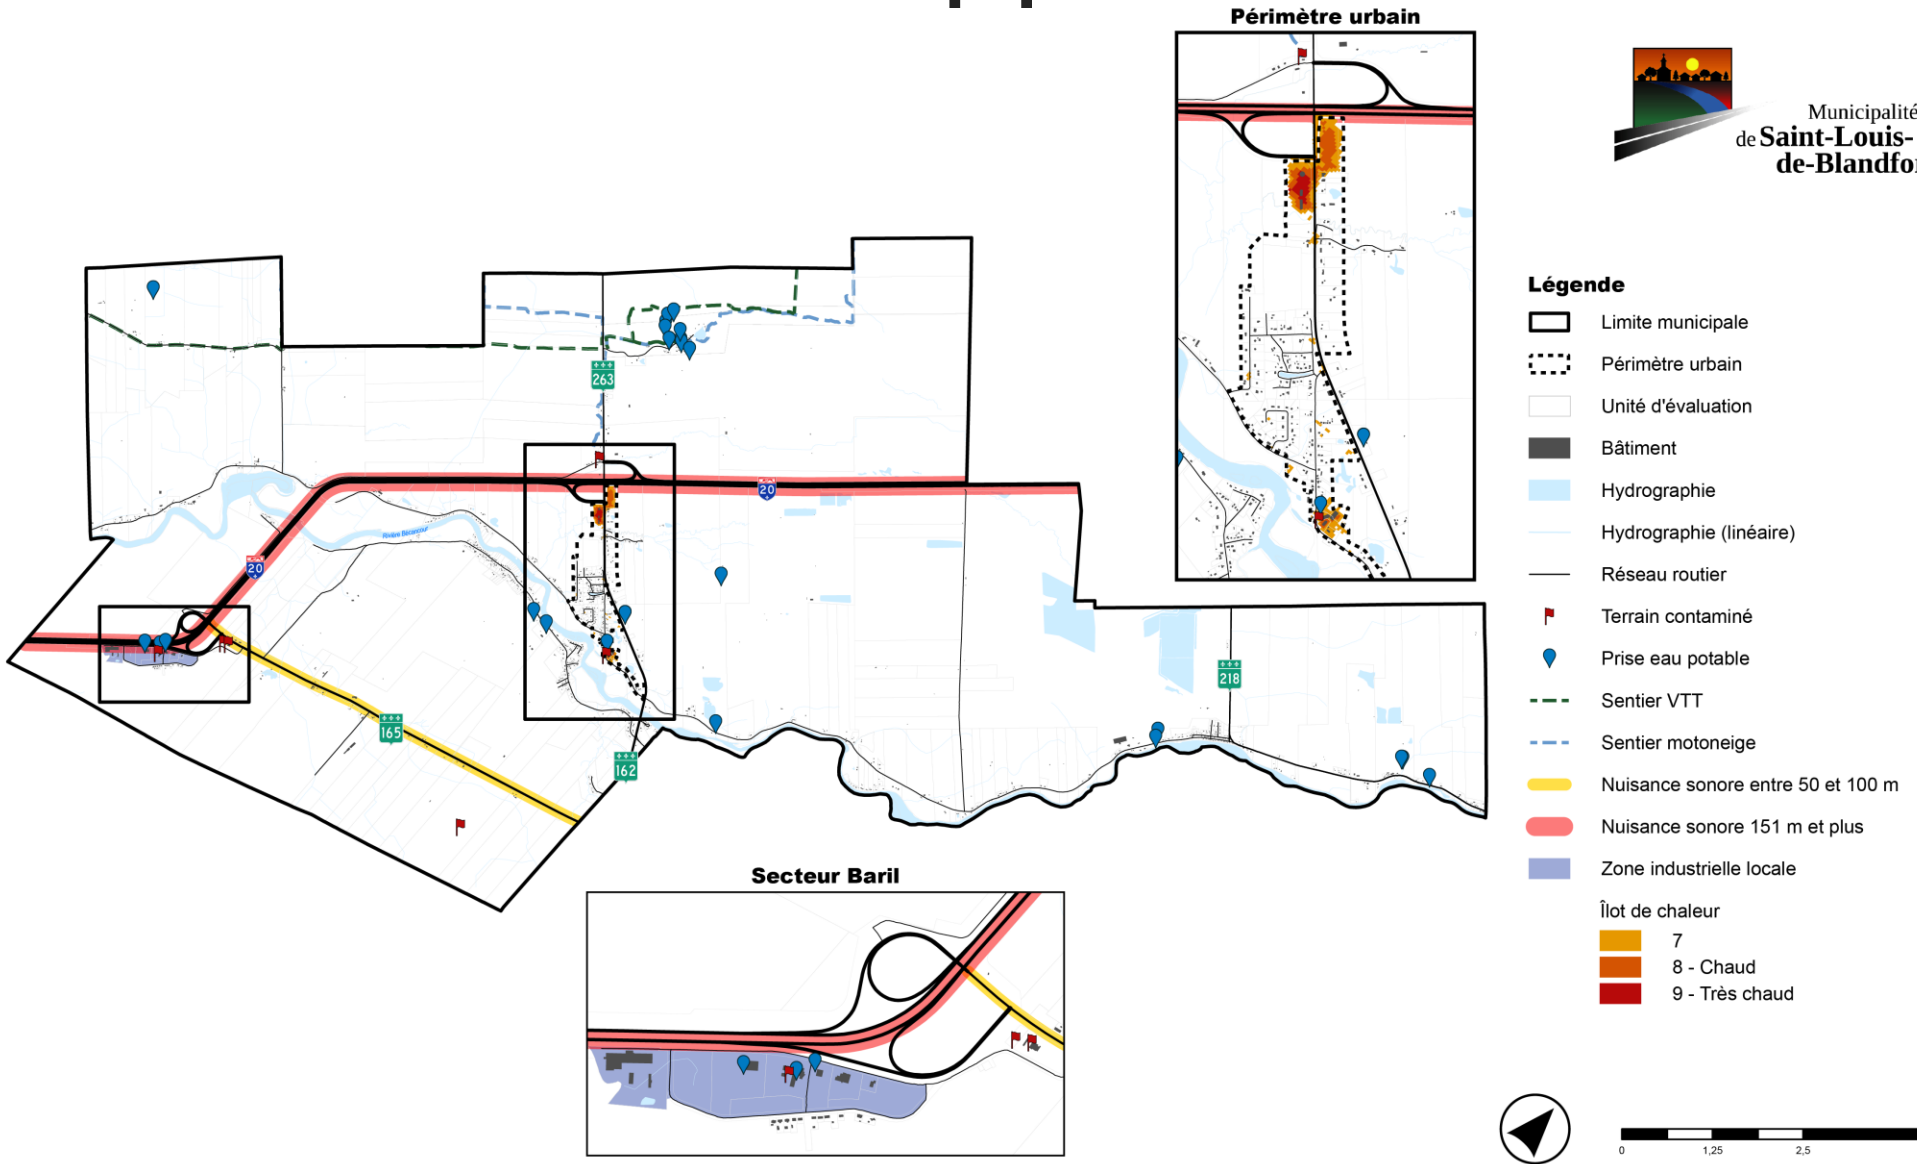 Périmètre urbain
Municipalité
de Saint-Louis-
de-Blandfo
Légende
Limite municipale
Périmètre urbain
Unité d'évaluation
Bâtiment
Hydrographie
Hydrographie (linéaire)
Réseau routier
Terrain contaminé
Prise eau potable
Sentier VTT
Sentier motoneige
Nuisance sonore entre 50 et 100 m
Nuisance sonore 151 m et plus
Zone industrielle locale
Îlot de chaleur
7
8 - Chaud
9 - Très chaud
263
20
Rivière Bécancour
20
218
165
162
Secteur Baril
0 1,25 2,5